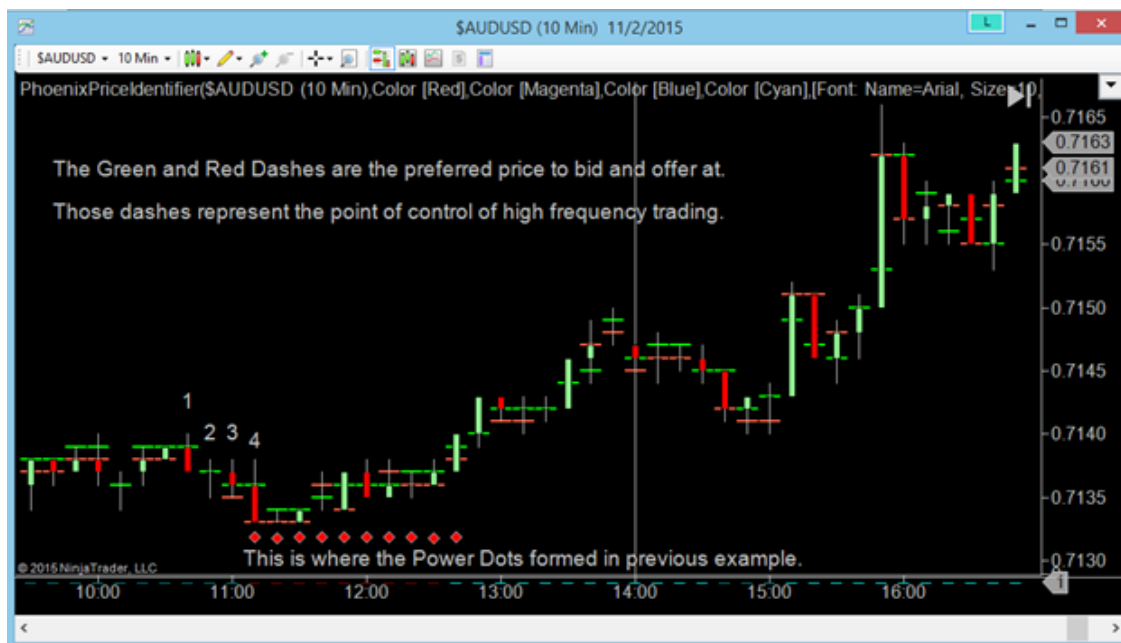 $AUDUSD (10 Min) 11/2/2015
L
$AUDUSD 10 Min
PhoenixPriceIdentifier($AUDUSD (10 Min),Color [Red],Color [Magenta],Color [Blue],Color [Cyan],[Font: Name=Arial, Size=10,
0.7165
0.7163
The Green and Red Dashes are the preferred price to bid and offer at.
0.7161
0.7160
Those dashes represent the point of control of high frequency trading.
0.7155
0.7150
0.7145
1
2 3 4
0.7140
0.7135
This is where the Power Dots formed in previous example.
0.7130
© 2015 NinjaTrader, LLC
10:00 11:00 12:00 13:00 14:00 15:00 16:00